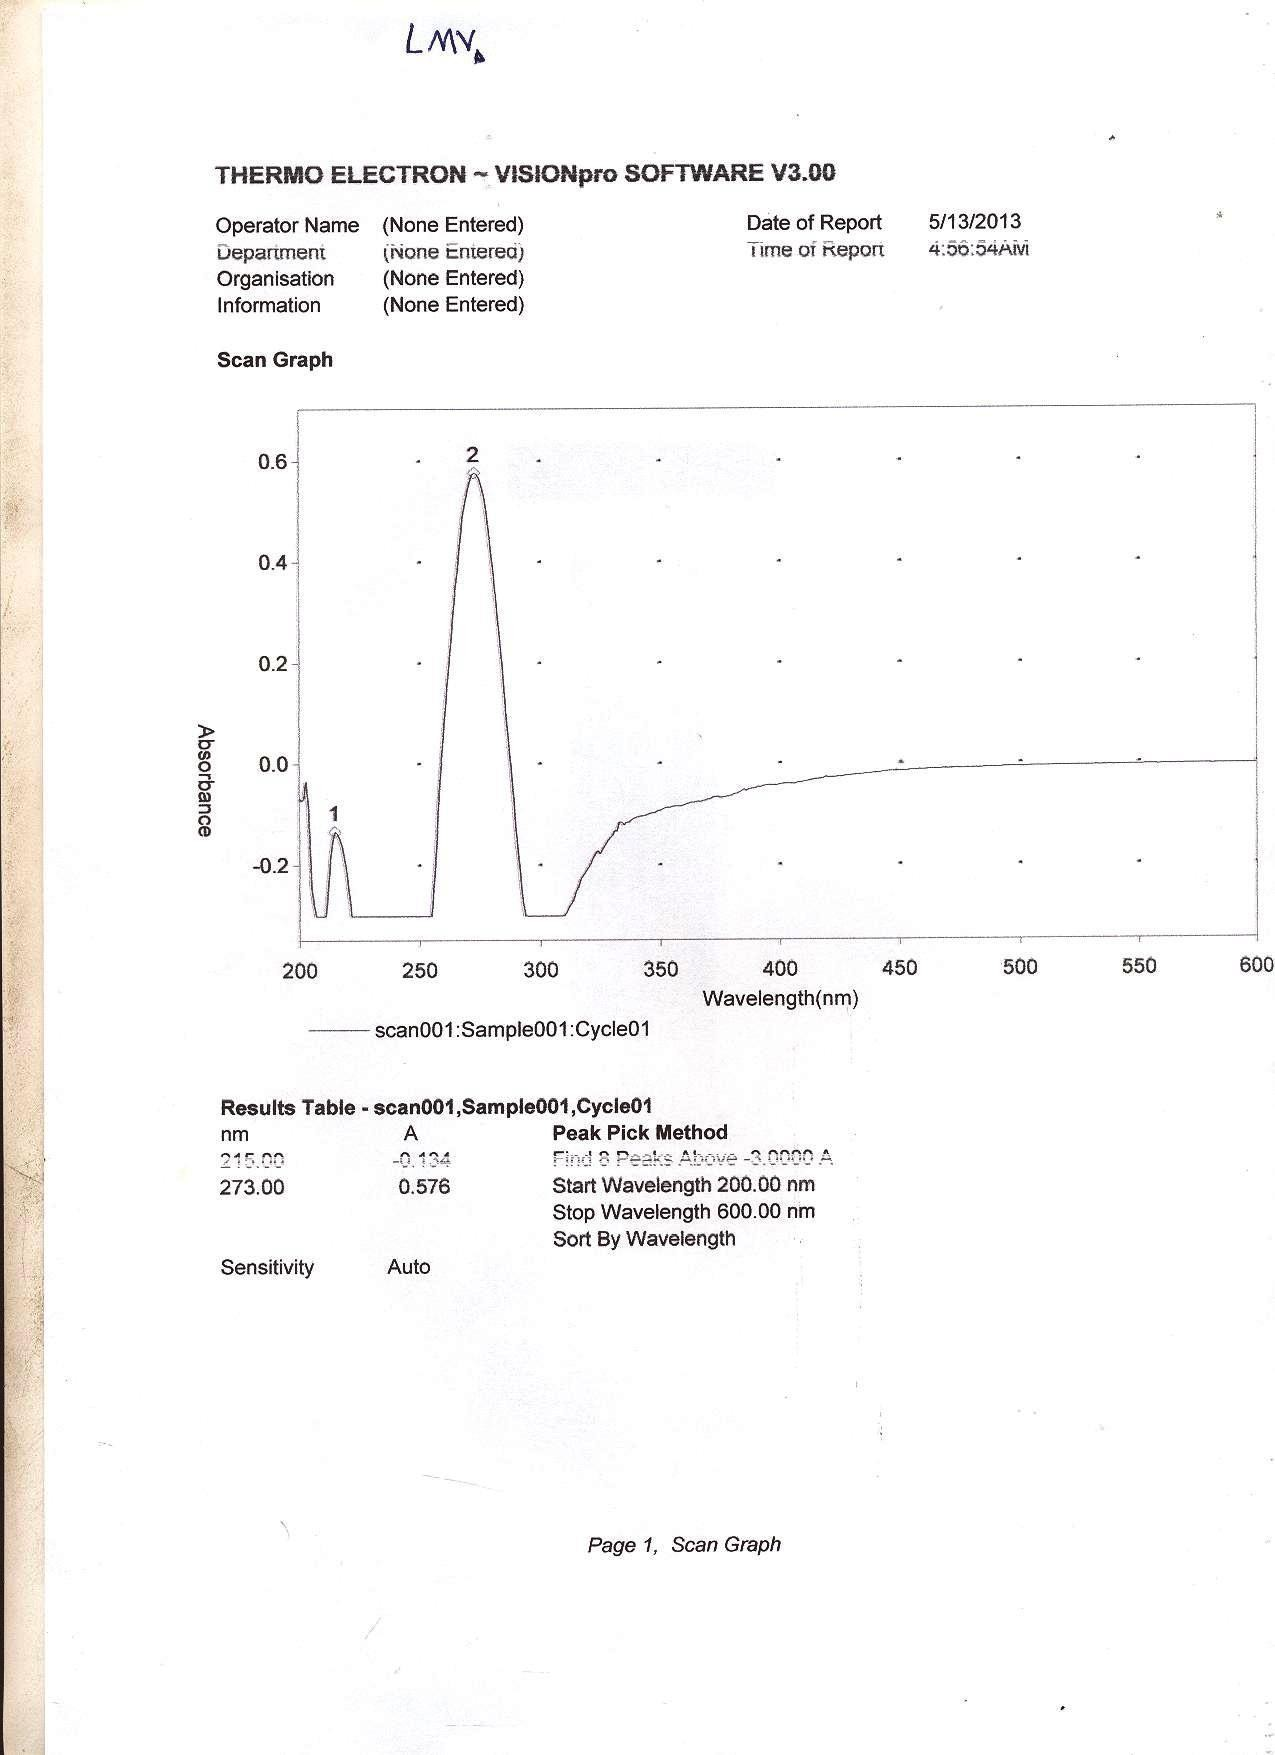 LMV
THERMO ELECTRON ~ VISIONpro SOFTWARE V3.00
Operator Name (None Entered) Date of Report 5/13/2013
Department (None Entered) Time of Report 4:56:54AM
Organisation (None Entered)
Information (None Entered)
Scan Graph
2
0.6
0.4
0.2
0.0
1
-0.2
Absorbance
200 250 300 350 400 450 500 550 600
Wavelength(nm)
scan001:Sample001:Cycle01
Results Table - scan001,Sample001,Cycle01
nm A Peak Pick Method
215.00 -0.134 Find 8 Peaks Above -3.0000 A
273.00 0.576 Start Wavelength 200.00 nm
Stop Wavelength 600.00 nm
Sort By Wavelength
Sensitivity Auto
Page 1, Scan Graph